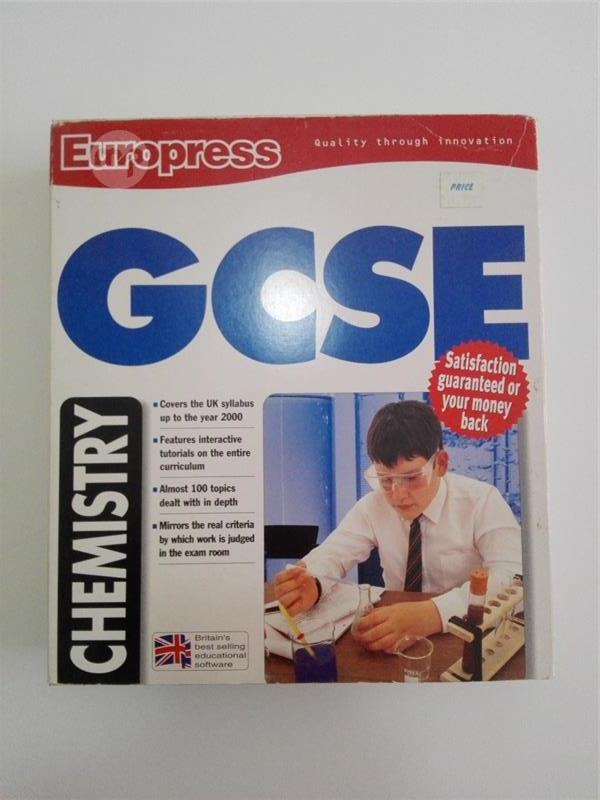 Europress
Quality through innovation
PRICE
GCSE
Satisfaction
guaranteed or
your money
back
CHEMISTRY
Covers the UK syllabus
up to the year 2000
Features interactive
tutorials on the entire
curriculum
Almost 100 topics
dealt with in depth
Mirrors the real criteria
by which work is judged
in the exam room
Britain's
best selling
educational
software